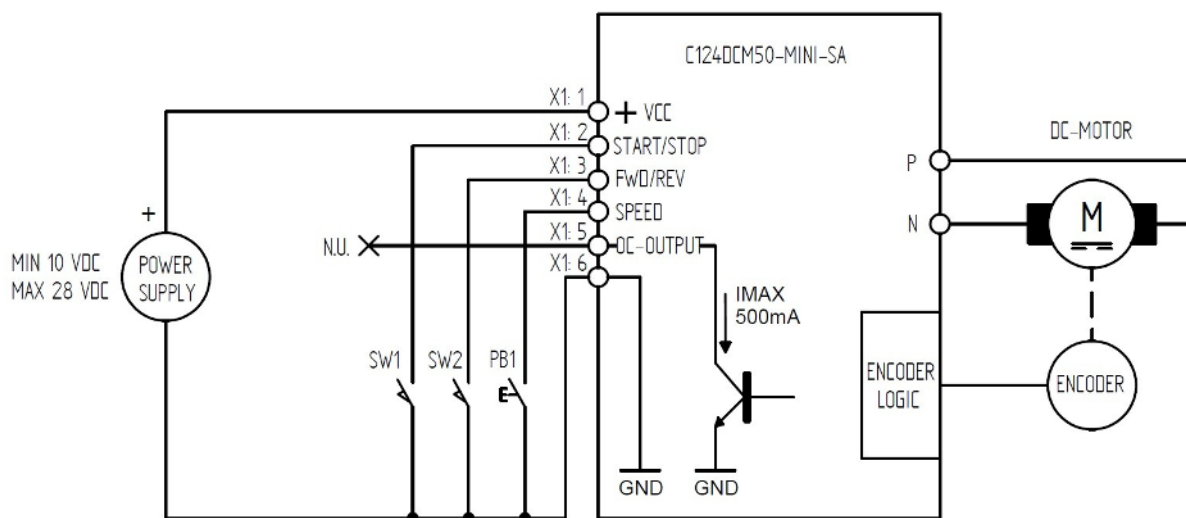 C124DCM50-MINI-SA
X1: 1
+ VCC
X1: 2
START/STOP
DC-MOTOR
X1: 3
FWD/REV
P
X1: 4
SPEED
+
N
M
X1: 5
N.U.
OC-OUTPUT
MIN 10 VDC
MAX 28 VDC
POWER
SUPPLY
X1: 6
IMAX
500mA
SW1
SW2
PB1
ENCODER
LOGIC
ENCODER
GND
GND